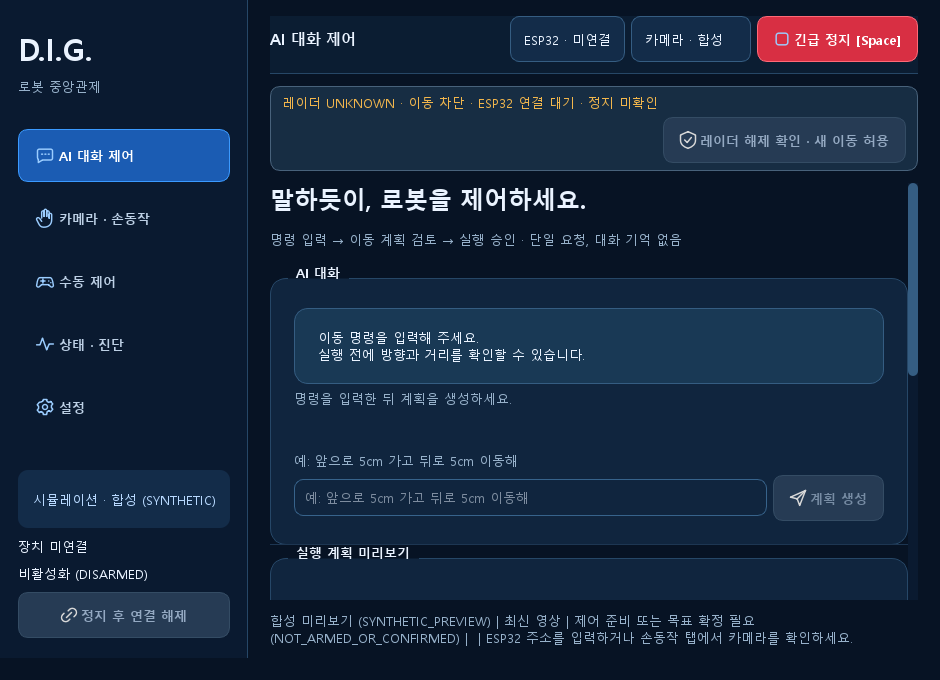 D.I.G.
로봇 중앙관제
AI 대화 제어
카메라 · 손동작
수동 제어
상태 · 진단
설정
시뮬레이션 · 합성 (SYNTHETIC)
장치 미연결
비활성화 (DISARMED)
정지 후 연결 해제
AI 대화 제어
ESP32 · 미연결
카메라 · 합성
긴급 정지 [Space]
레이더 UNKNOWN · 이동 차단 · ESP32 연결 대기 · 정지 미확인
레이더 해제 확인 · 새 이동 허용
말하듯이, 로봇을 제어하세요.
명령 입력 → 이동 계획 검토 → 실행 승인 · 단일 요청, 대화 기억 없음
AI 대화
이동 명령을 입력해 주세요.
실행 전에 방향과 거리를 확인할 수 있습니다.
명령을 입력한 뒤 계획을 생성하세요.
예: 앞으로 5cm 가고 뒤로 5cm 이동해
예: 앞으로 5cm 가고 뒤로 5cm 이동해
계획 생성
실행 계획 미리보기
합성 미리보기 (SYNTHETIC_PREVIEW) | 최신 영상 | 제어 준비 또는 목표 확정 필요
(NOT_ARMED_OR_CONFIRMED) | | ESP32 주소를 입력하거나 손동작 탭에서 카메라를 확인하세요.